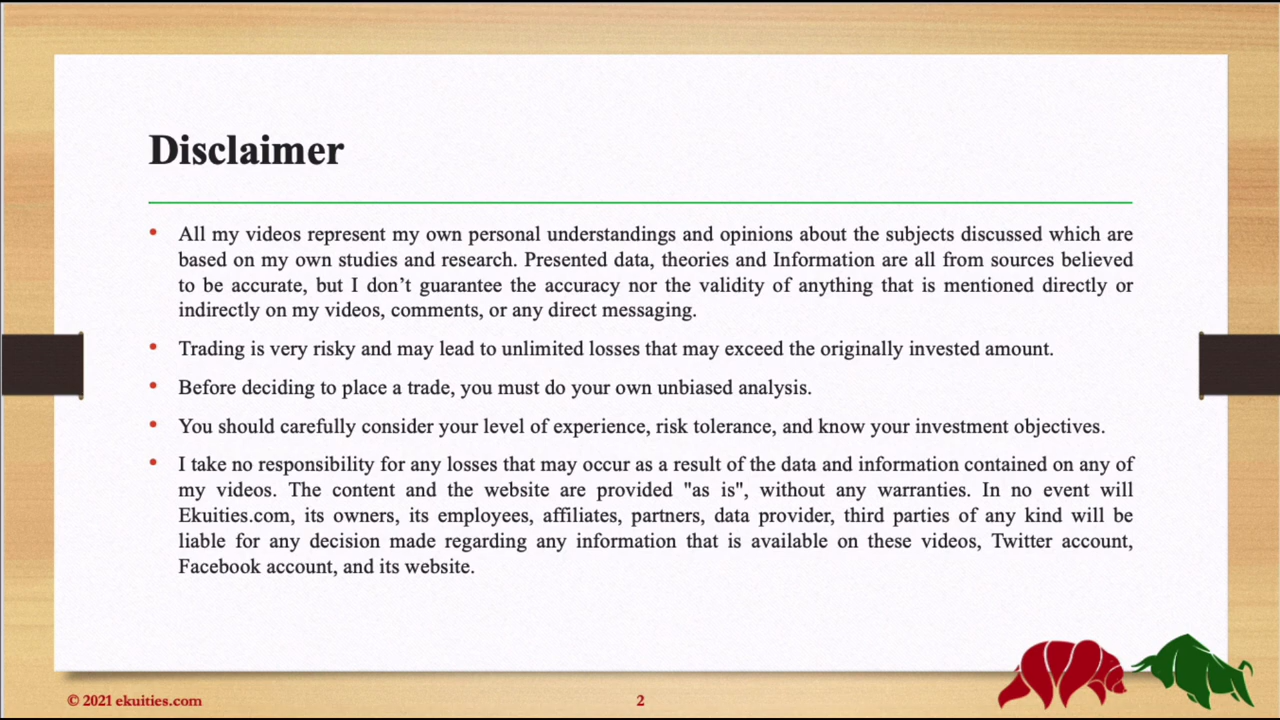 Disclaimer
All my videos represent my own personal understandings and opinions about the subjects discussed which are
based on my own studies and research. Presented data, theories and Information are all from sources believed
to be accurate, but I don’t guarantee the accuracy nor the validity of anything that is mentioned directly or
indirectly on my videos, comments, or any direct messaging.
Trading is very risky and may lead to unlimited losses that may exceed the originally invested amount.
Before deciding to place a trade, you must do your own unbiased analysis.
You should carefully consider your level of experience, risk tolerance, and know your investment objectives.
I take no responsibility for any losses that may occur as a result of the data and information contained on any of
my videos. The content and the website are provided "as is", without any warranties. In no event will
Ekuities.com, its owners, its employees, affiliates, partners, data provider, third parties of any kind will be
liable for any decision made regarding any information that is available on these videos, Twitter account,
Facebook account, and its website.
© 2021 ekuities.com
2